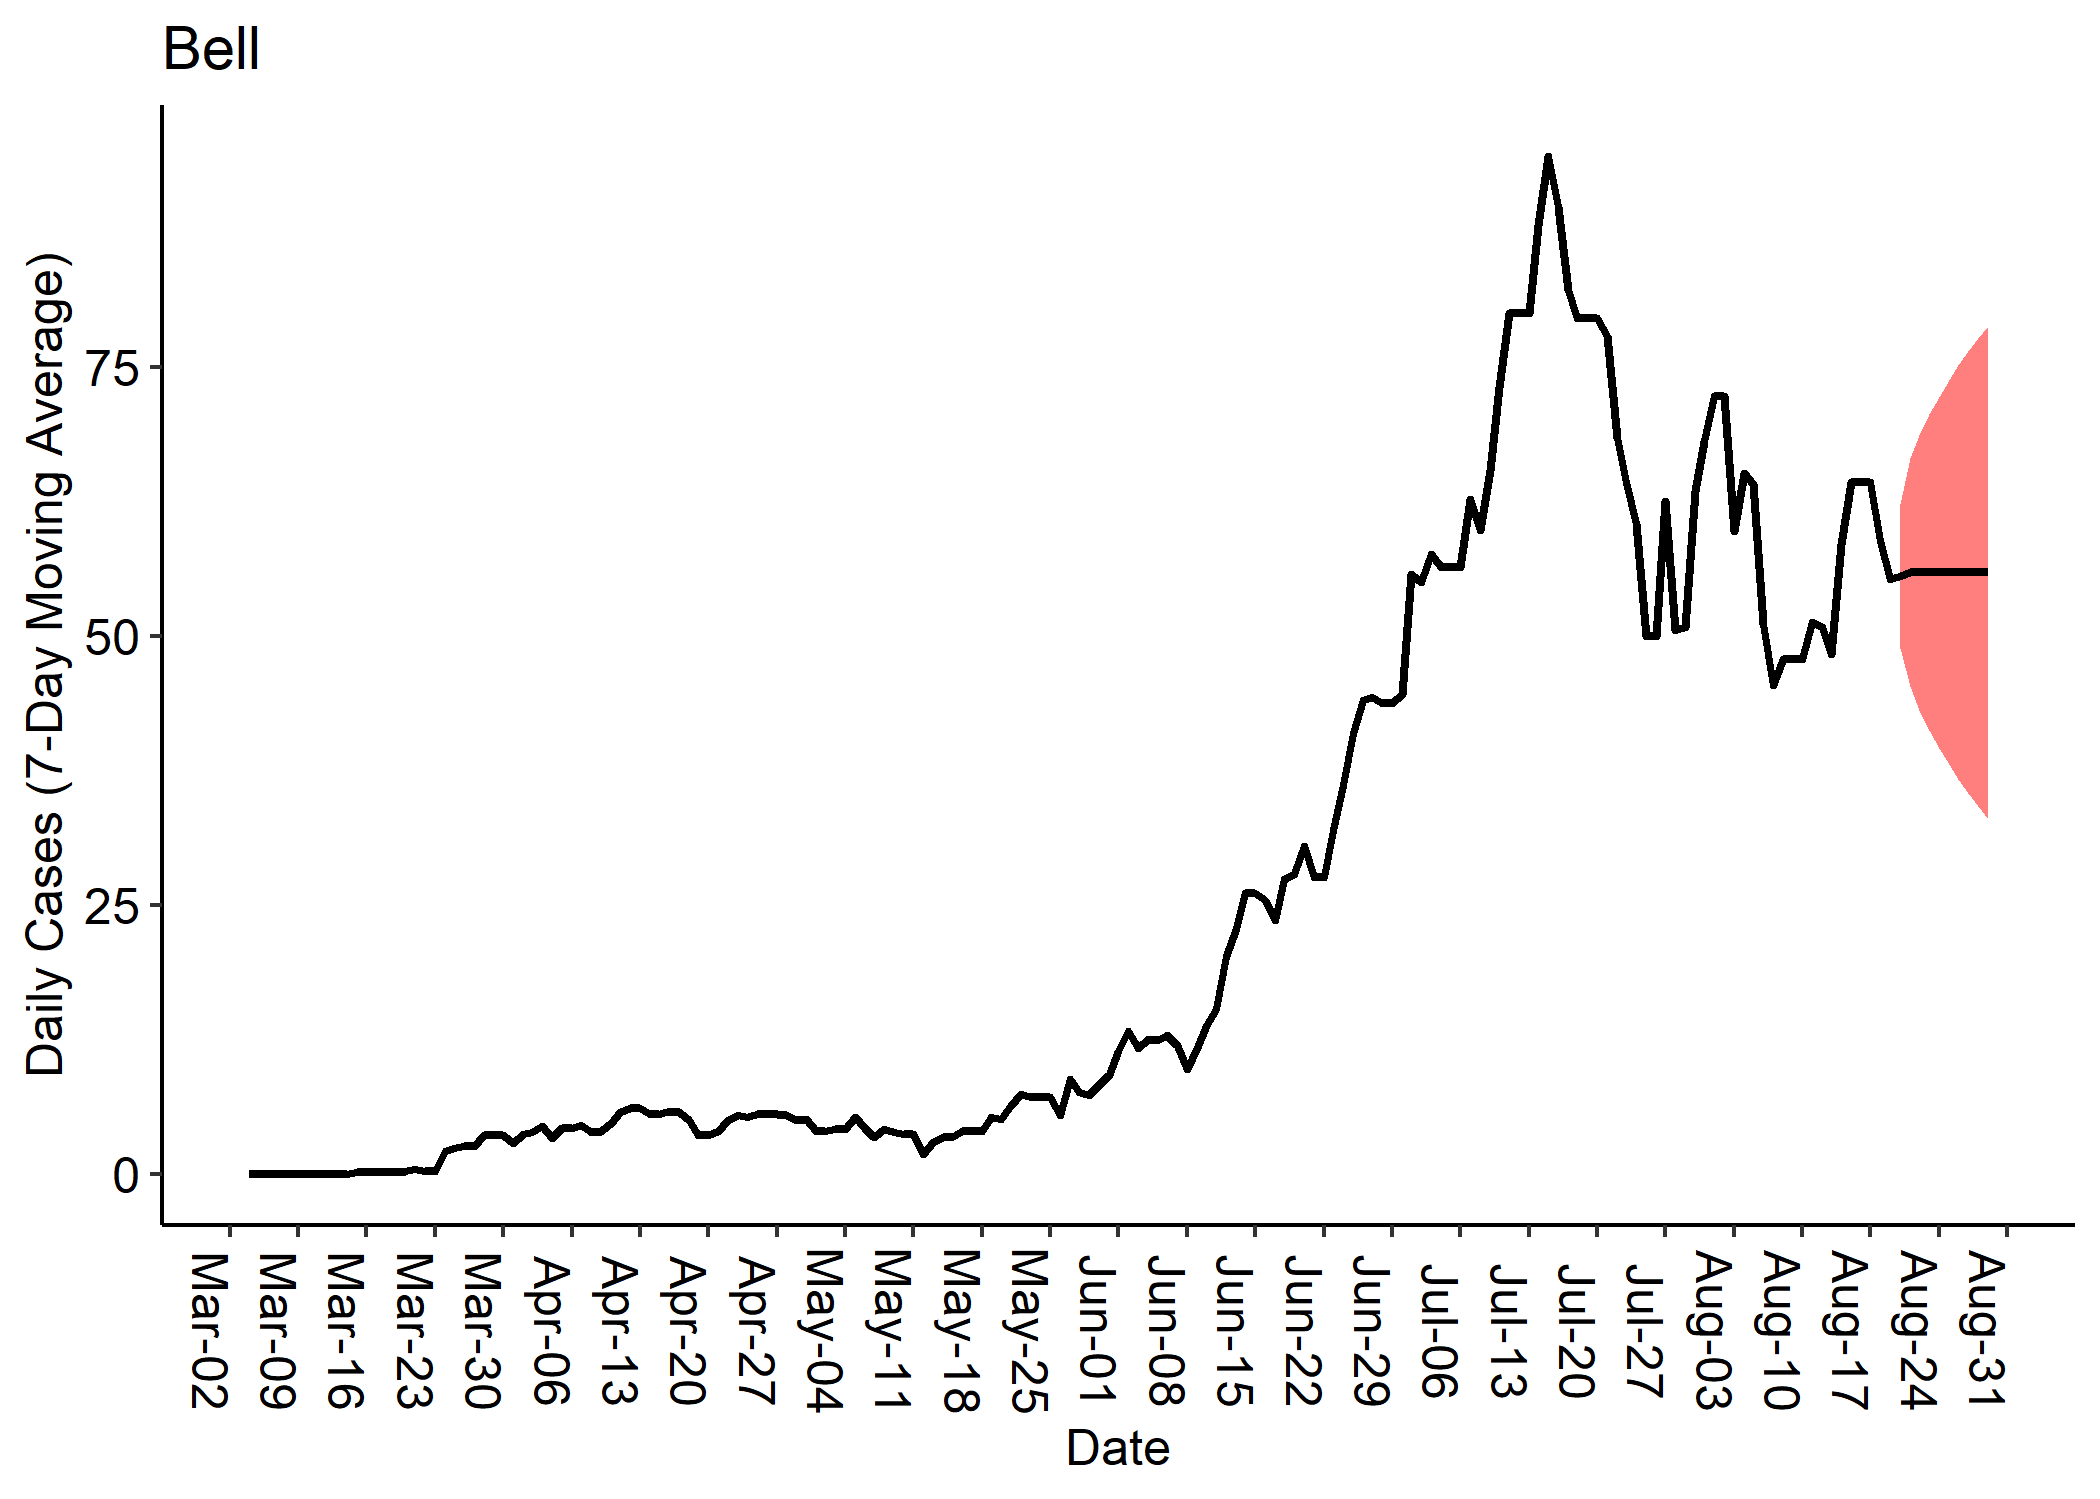 Bell
Daily Cases (7-Day Moving Average)
75
50
25
0
Mar-02
Mar-09
Mar-16
Mar-23
Mar-30
Apr-06
Apr-13
Apr-20
Apr-27
May-04
May-11
May-18
May-25
Jun-01
Jun-08
Jun-15
Jun-22
Jun-29
Jul-06
Jul-13
Jul-20
Jul-27
Aug-03
Aug-10
Aug-17
Aug-24
Aug-31
Date